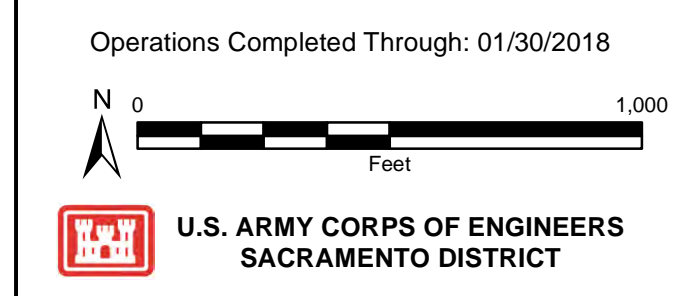 Operations Completed Through: 01/30/2018
N 0 1,000
Feet
U.S. ARMY CORPS OF ENGINEERS
SACRAMENTO DISTRICT